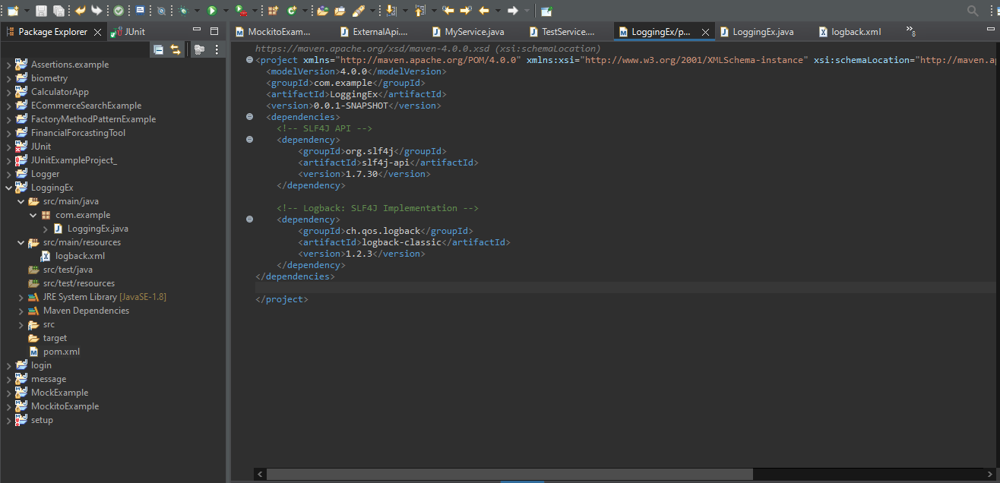 Package Explorer
JUnit
Assertions.example
biometry
CalculatorApp
ECommerceSearchExample
FactoryMethodPatternExample
FinancialForcastingTool
JUnit
JUnitExampleProject_
Logger
LoggingEx
src/main/java
com.example
LoggingEx.java
src/main/resources
logback.xml
src/test/java
src/test/resources
JRE System Library [JavaSE-1.8]
Maven Dependencies
src
target
pom.xml
login
message
MockExample
MockitoExample
setup
MockitoExam...
ExternalApi....
MyService.java
TestService....
LoggingEx/p...
LoggingEx.java
logback.xml
8
https://maven.apache.org/xsd/maven-4.0.0.xsd (xsi:schemaLocation)
<project xmlns="http://maven.apache.org/POM/4.0.0" xmlns:xsi="http://www.w3.org/2001/XMLSchema-instance" xsi:schemaLocation="http://maven.ap
<modelVersion>4.0.0</modelVersion>
<groupId>com.example</groupId>
<artifactId>LoggingEx</artifactId>
<version>0.0.1-SNAPSHOT</version>
<dependencies>
<!-- SLF4J API -->
<dependency>
<groupId>org.slf4j</groupId>
<artifactId>slf4j-api</artifactId>
<version>1.7.30</version>
</dependency>
<!-- Logback: SLF4J Implementation -->
<dependency>
<groupId>ch.qos.logback</groupId>
<artifactId>logback-classic</artifactId>
<version>1.2.3</version>
</dependency>
</dependencies>
</project>